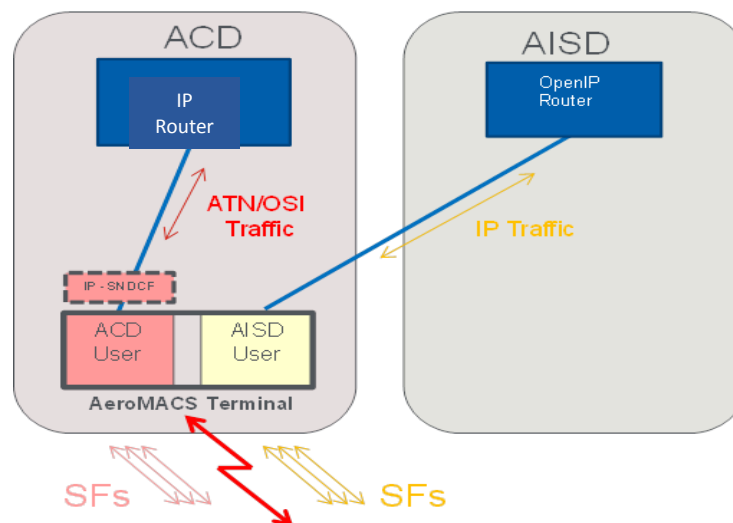 ACD
AISD
IP
Router
OpenIP
Router
ATN/OSI
Traffic
IP Traffic
IP - SNDCF
ACD
User
AISD User
AeroMACS Terminal
SFs
SFs